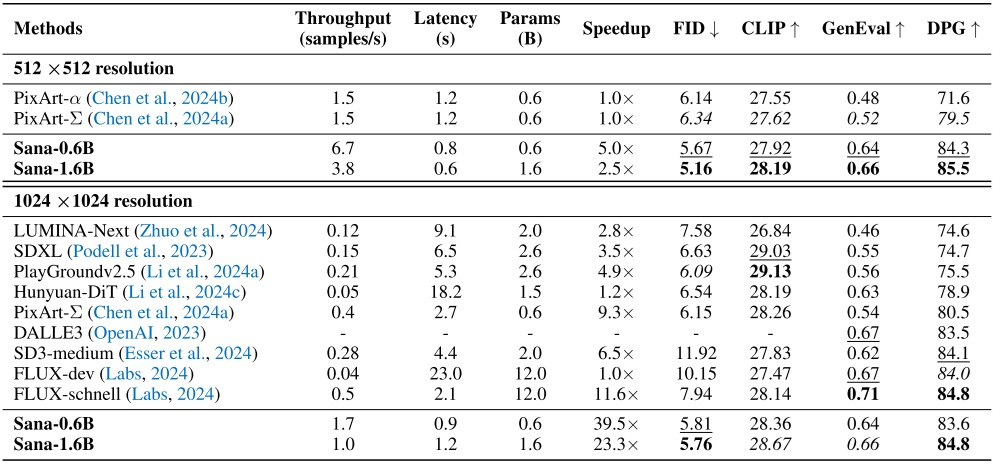 Methods Throughput (samples/s) Latency (s) Params (B) Speedup FID ↓ CLIP ↑ GenEval ↑ DPG ↑
512 ×512 resolution
PixArt-α (Chen et al., 2024b) 1.5 1.2 0.6 1.0× 6.14 27.55 0.48 71.6
PixArt-Σ (Chen et al., 2024a) 1.5 1.2 0.6 1.0× 6.34 27.62 0.52 79.5
Sana-0.6B 6.7 0.8 0.6 5.0× 5.67 27.92 0.64 84.3
Sana-1.6B 3.8 0.6 1.6 2.5× 5.16 28.19 0.66 85.5
1024 ×1024 resolution
LUMINA-Next (Zhuo et al., 2024) 0.12 9.1 2.0 2.8× 7.58 26.84 0.46 74.6
SDXL (Podell et al., 2023) 0.15 6.5 2.6 3.5× 6.63 29.03 0.55 74.7
PlayGroundv2.5 (Li et al., 2024a) 0.21 5.3 2.6 4.9× 6.09 29.13 0.56 75.5
Hunyuan-DiT (Li et al., 2024c) 0.05 18.2 1.5 1.2× 6.54 28.19 0.63 78.9
PixArt-Σ (Chen et al., 2024a) 0.4 2.7 0.6 9.3× 6.15 28.26 0.54 80.5
DALLE3 (OpenAI, 2023) - - - - - - 0.67 83.5
SD3-medium (Esser et al., 2024) 0.28 4.4 2.0 6.5× 11.92 27.83 0.62 84.1
FLUX-dev (Labs, 2024) 0.04 23.0 12.0 1.0× 10.15 27.47 0.67 84.0
FLUX-schnell (Labs, 2024) 0.5 2.1 12.0 11.6× 7.94 28.14 0.71 84.8
Sana-0.6B 1.7 0.9 0.6 39.5× 5.81 28.36 0.64 83.6
Sana-1.6B 1.0 1.2 1.6 23.3× 5.76 28.67 0.66 84.8